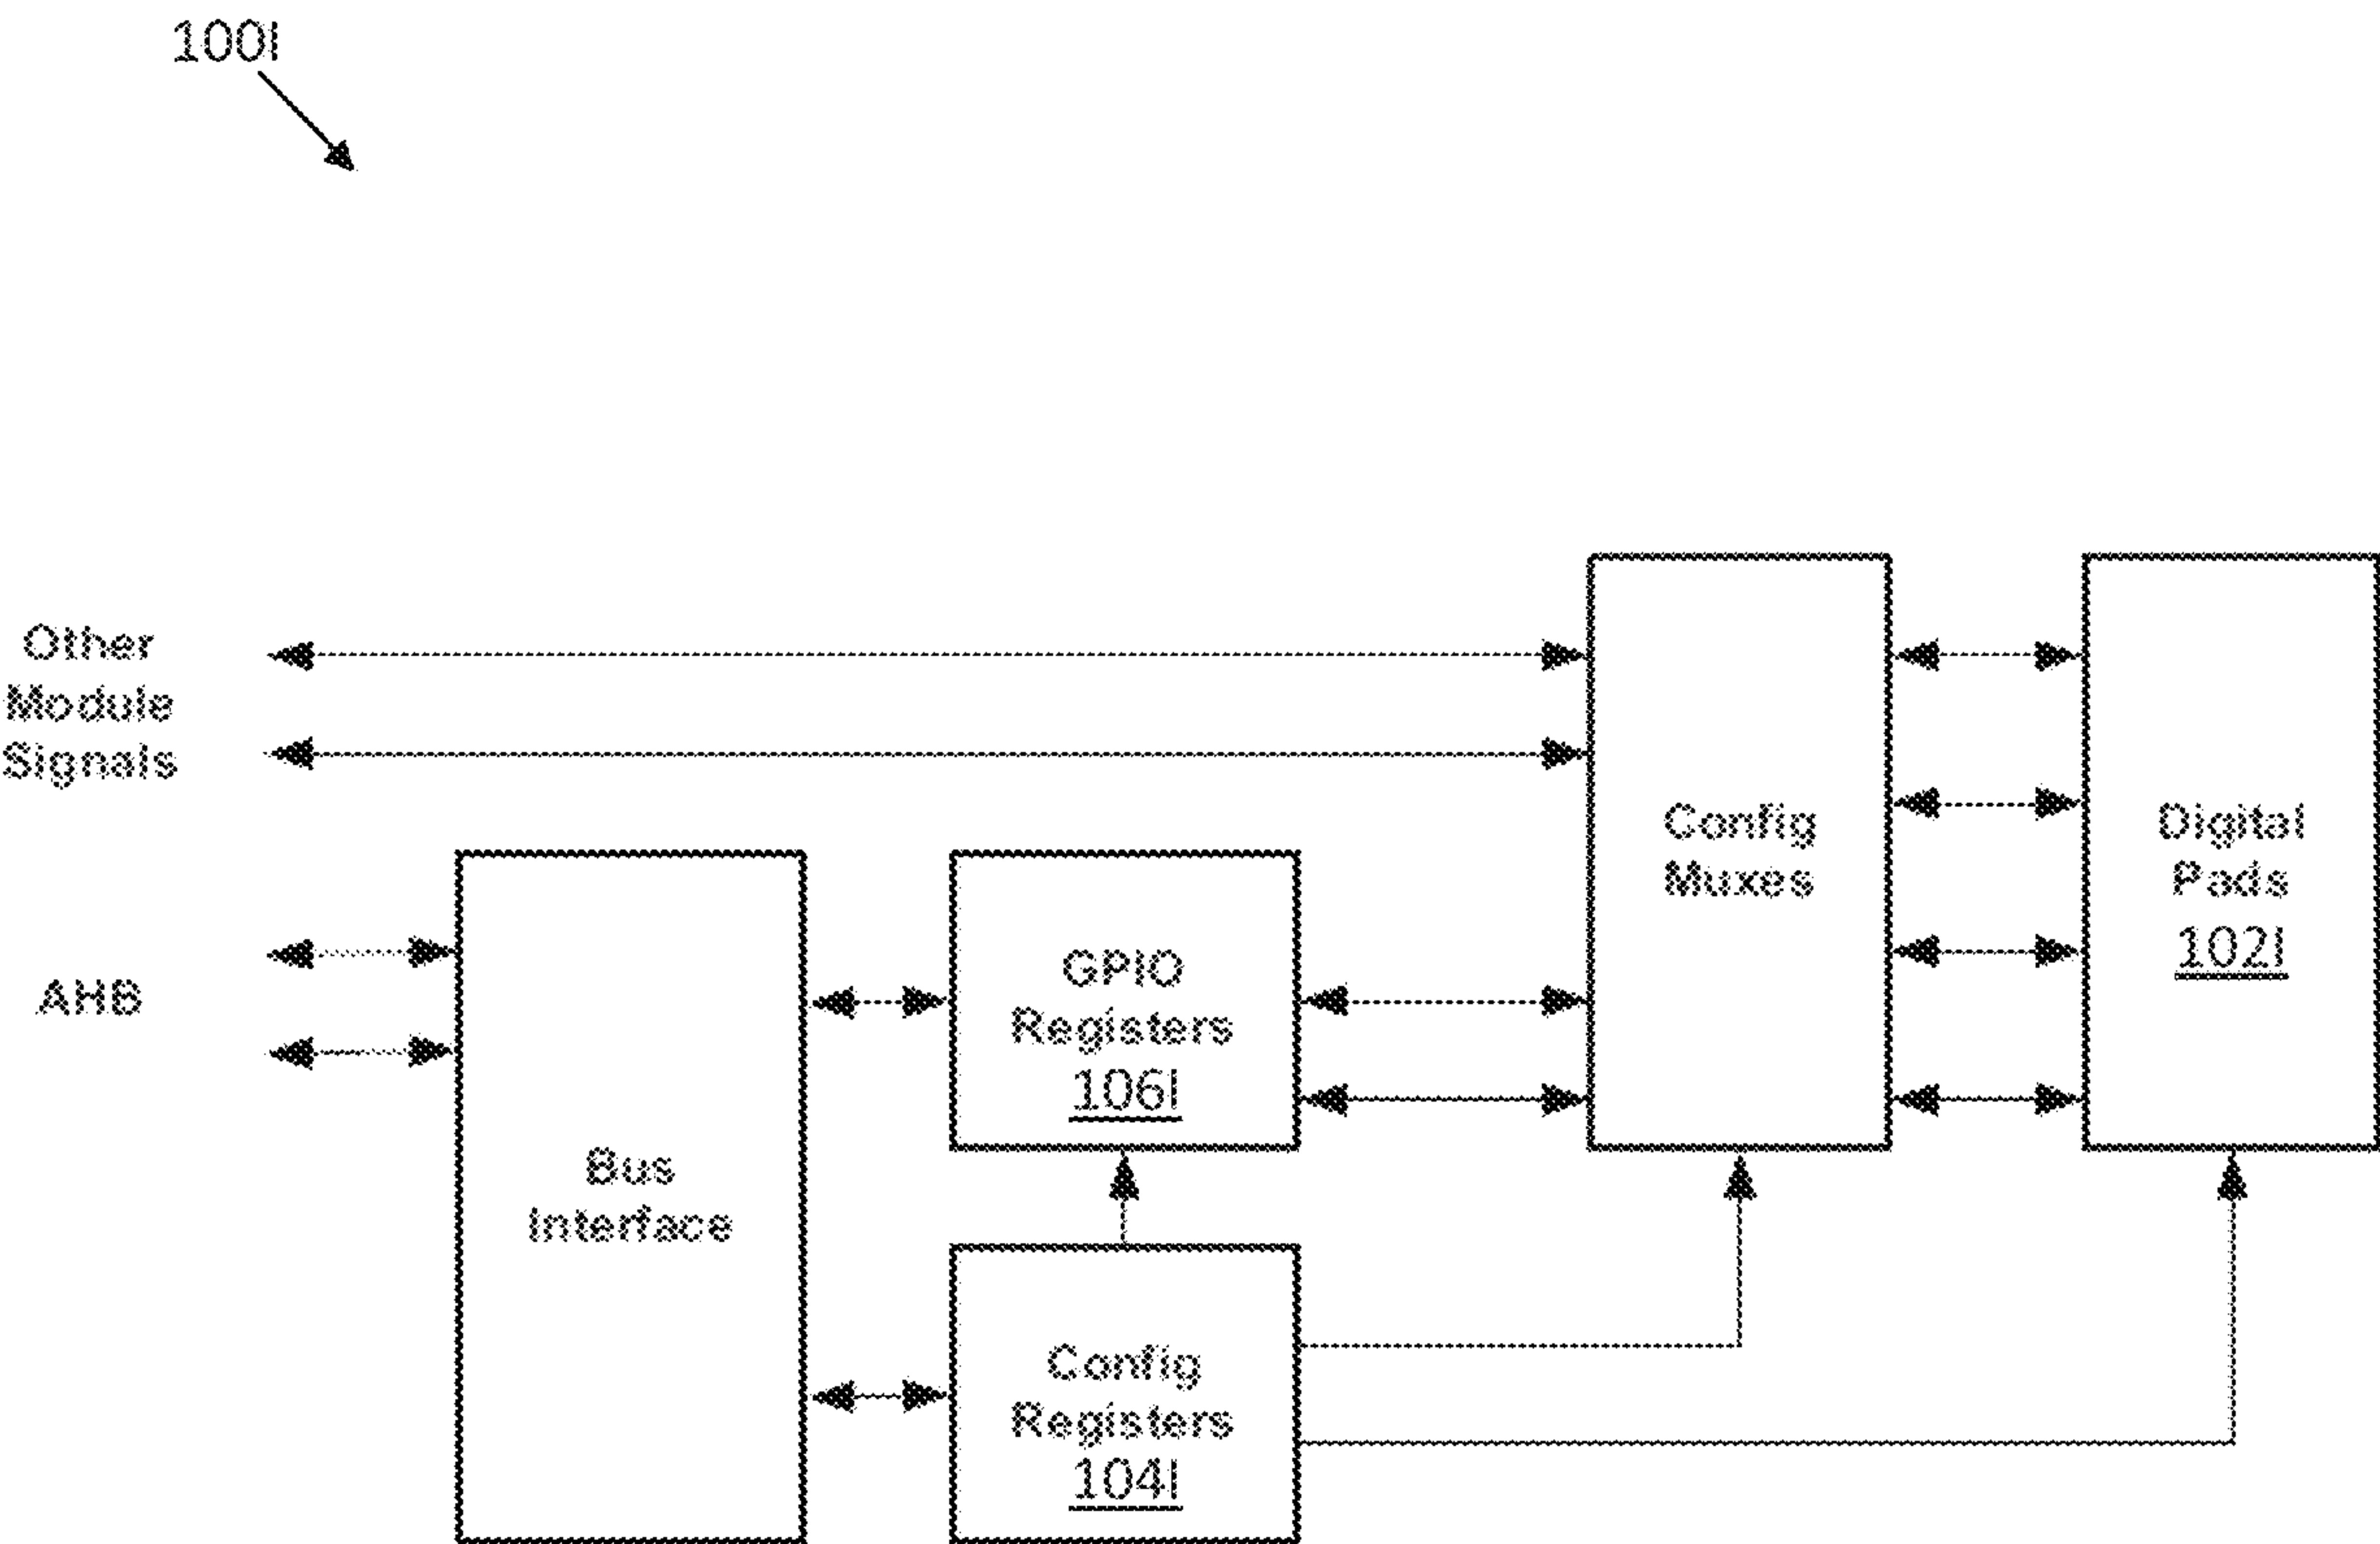 100I
Other
Module
Signals
Config
Muxes
Digital
Pads
102I
AHB
GPIO
Registers
106I
Bus
Interface
Config
Registers
104I